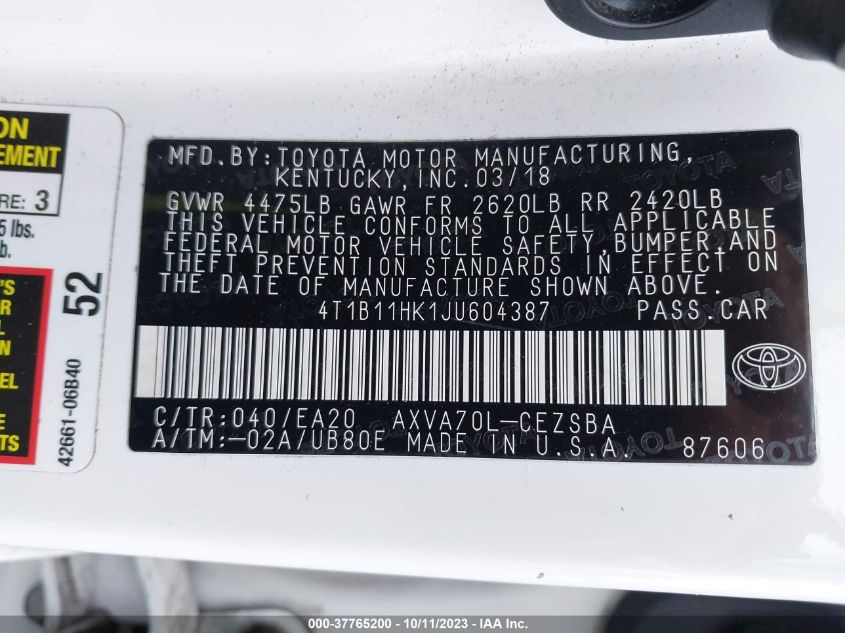 ON
EMENT
RE: 3
5 lbs.
b.
'S
R
L
N
EL
T
S.
52
42661-06B40
MFD.BY:TOYOTA MOTOR MANUFACTURING,
KENTUCKY,INC.03/18
GVWR 4475LB GAWR FR 2620LB RR 2420LB
THIS VEHICLE CONFORMS TO ALL APPLICABLE
FEDERAL MOTOR VEHICLE SAFETY,BUMPER,AND
THEFT PREVENTION STANDARDS IN EFFECT ON
THE DATE OF MANUFACTURE SHOWN ABOVE.
4T1B11HK1JU604387 PASS.CAR
C/TR:040/EA20 AXVA70L-CEZSBA
A/TM:-02A/UB80E MADE IN U.S.A. 87606
000-37765200 - 10/11/2023 - IAA Inc.